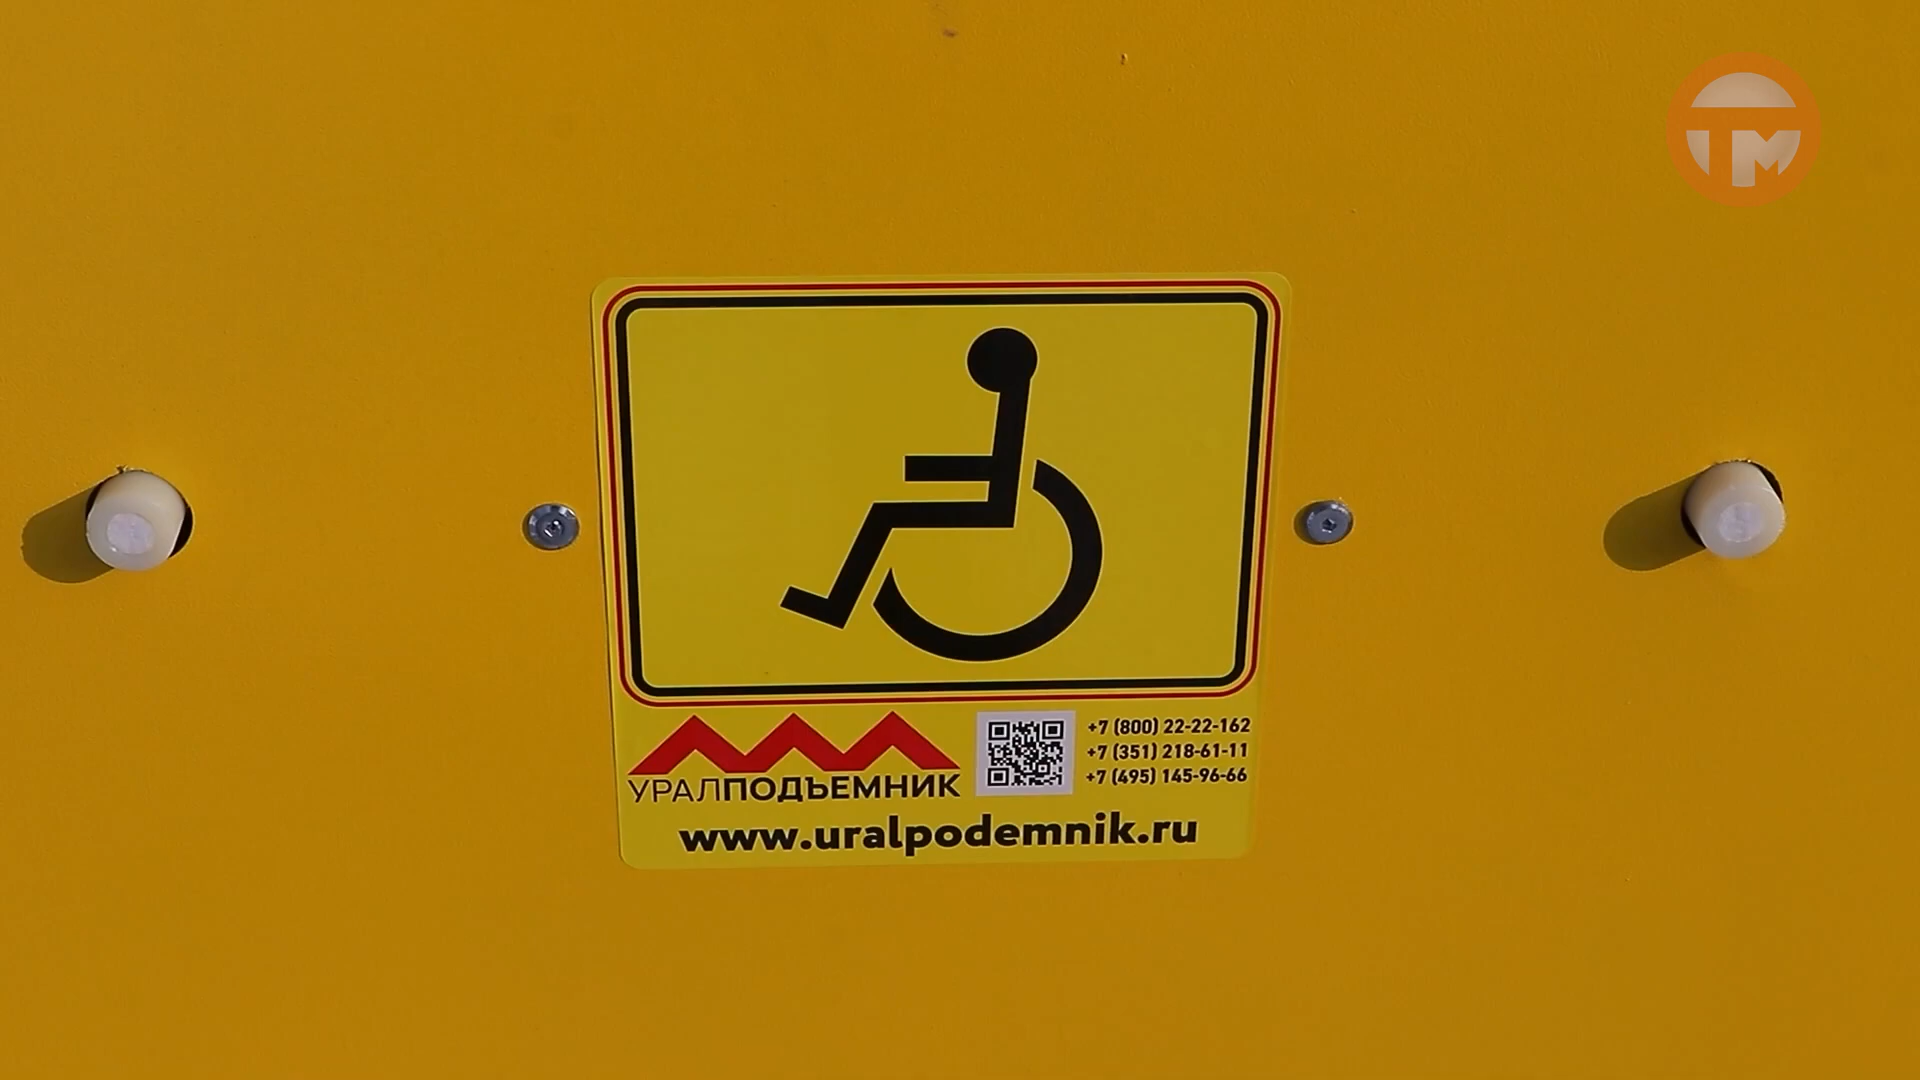 ТМ
УРАЛПОДЪЕМНИК
+7 (800) 22-22-162
+7 (351) 218-61-11
+7 (495) 145-96-66
www.uralpodemnik.ru